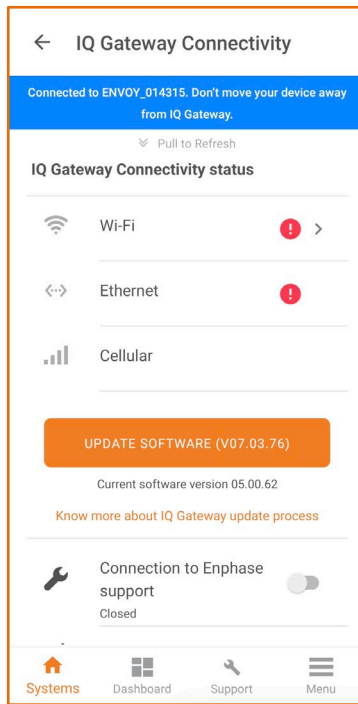 IQ Gateway Connectivity
Connected to ENVOY_014315. Don't move your device away
from IQ Gateway.
Pull to Refresh
IQ Gateway Connectivity status
Wi-Fi
Ethernet
Cellular
UPDATE SOFTWARE (V07.03.76)
Current software version 05.00.62
Know more about IQ Gateway update process
Connection to Enphase
support
Closed
Systems
Dashboard
Support
Menu